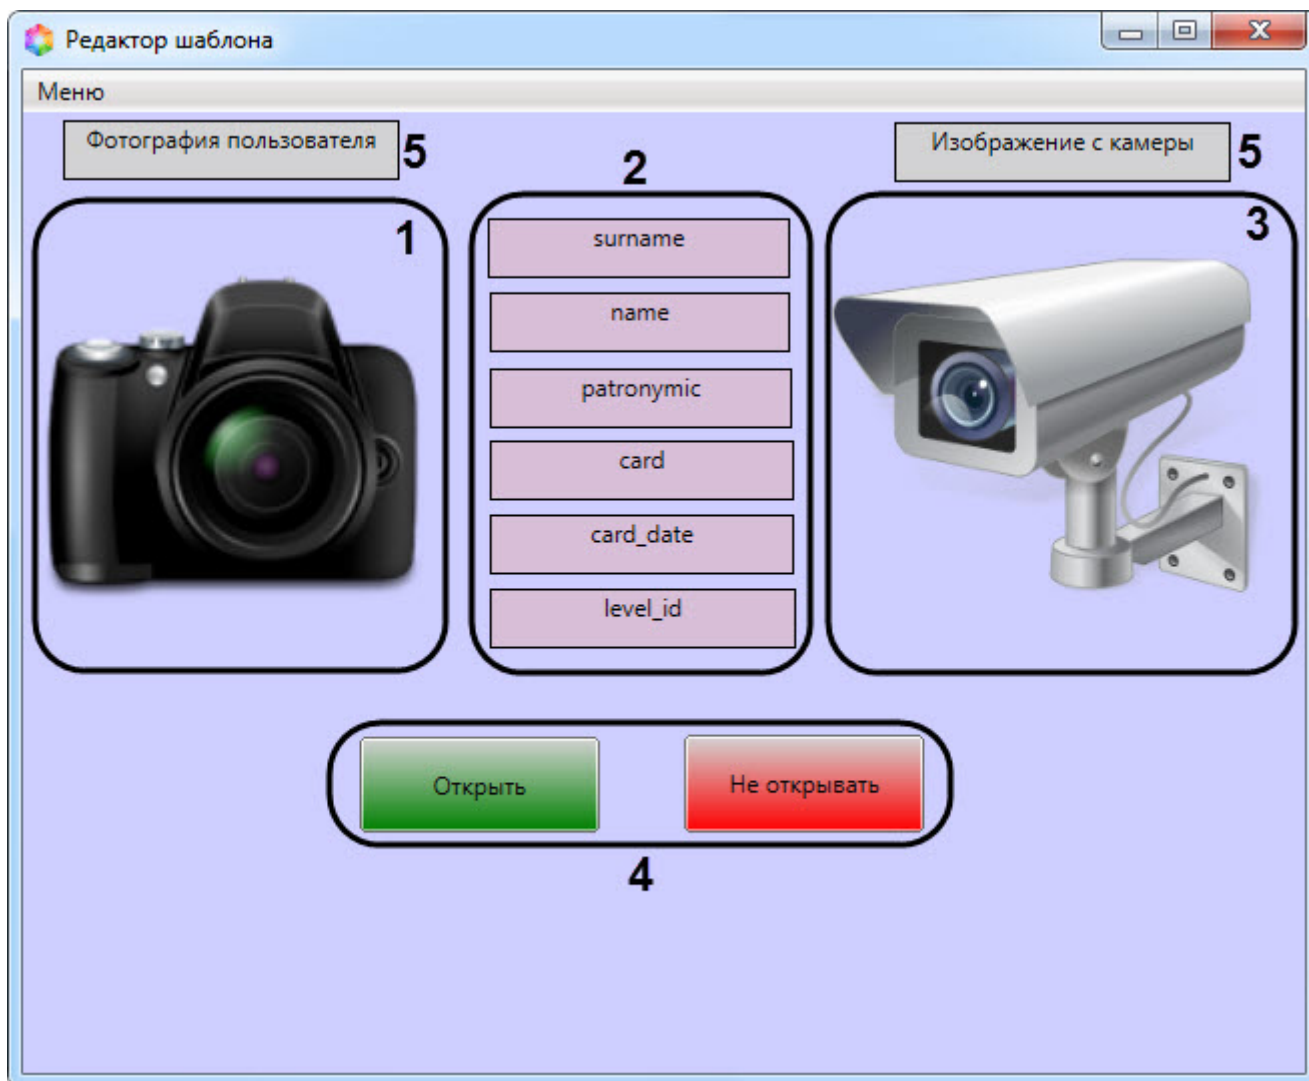 Редактор шаблона
Меню
Фотография пользователя 5
2
Изображение с камеры 5
1
surname
name
patronymic
card
card_date
level_id
3
Открыть
Не открывать
4